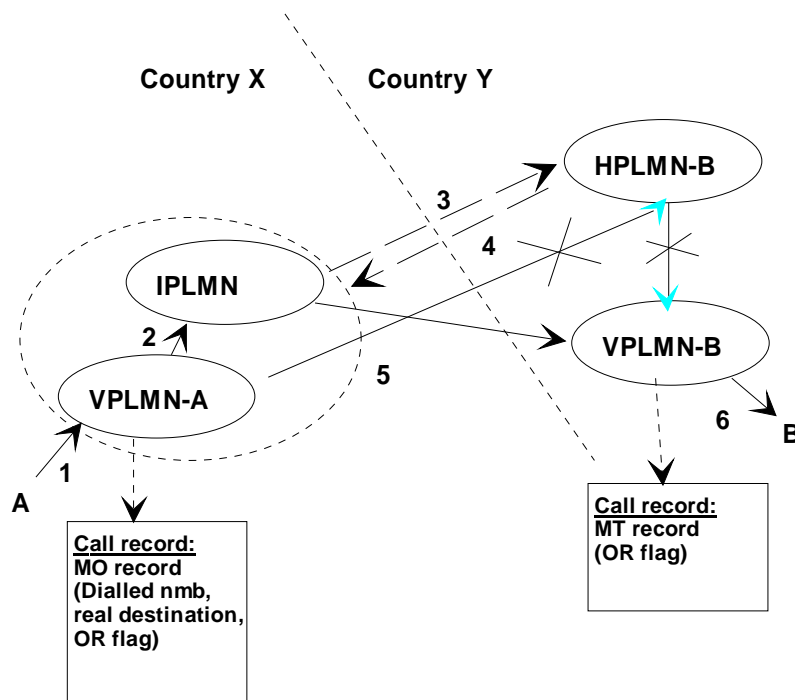 Country X
Country Y
HPLMN-B
3
4
IPLMN
2
VPLMN-B
5
VPLMN-A
6
B
1
A
Call record:
MT record
(OR flag)
Call record:
MO record
(Dialled nmb,
real destination,
OR flag)